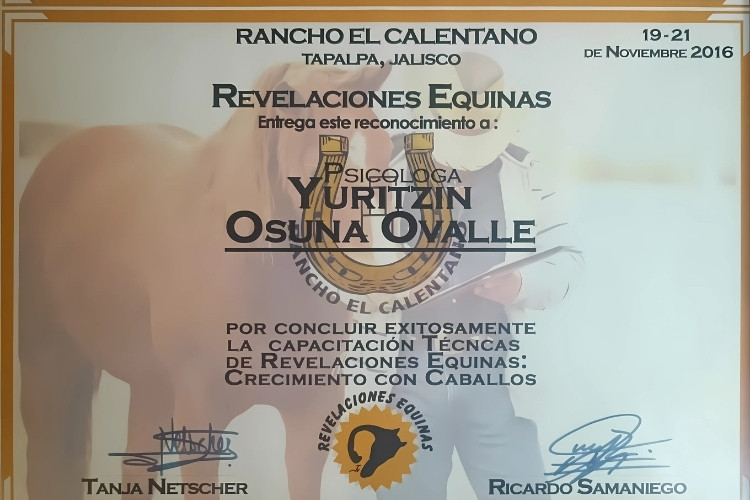 RANCHO EL CALENTANO
TAPALPA, JALISCO
19-21
DE NOVIEMBRE 2016
REVELACIONES EQUINAS
Entrega este reconocimiento a :
PSICÓLOGA
YURITZIN
OSUNA OVALLE
RANCHO EL CALENTANO
POR CONCLUIR EXITOSAMENTE
LA CAPACITACIÓN TÉCNCAS
DE REVELACIONES EQUINAS:
CRECIMIENTO CON CABALLOS
REVELACIONES EQUINAS
Netscher
TANJA NETSCHER
RICARDO SAMANIEGO